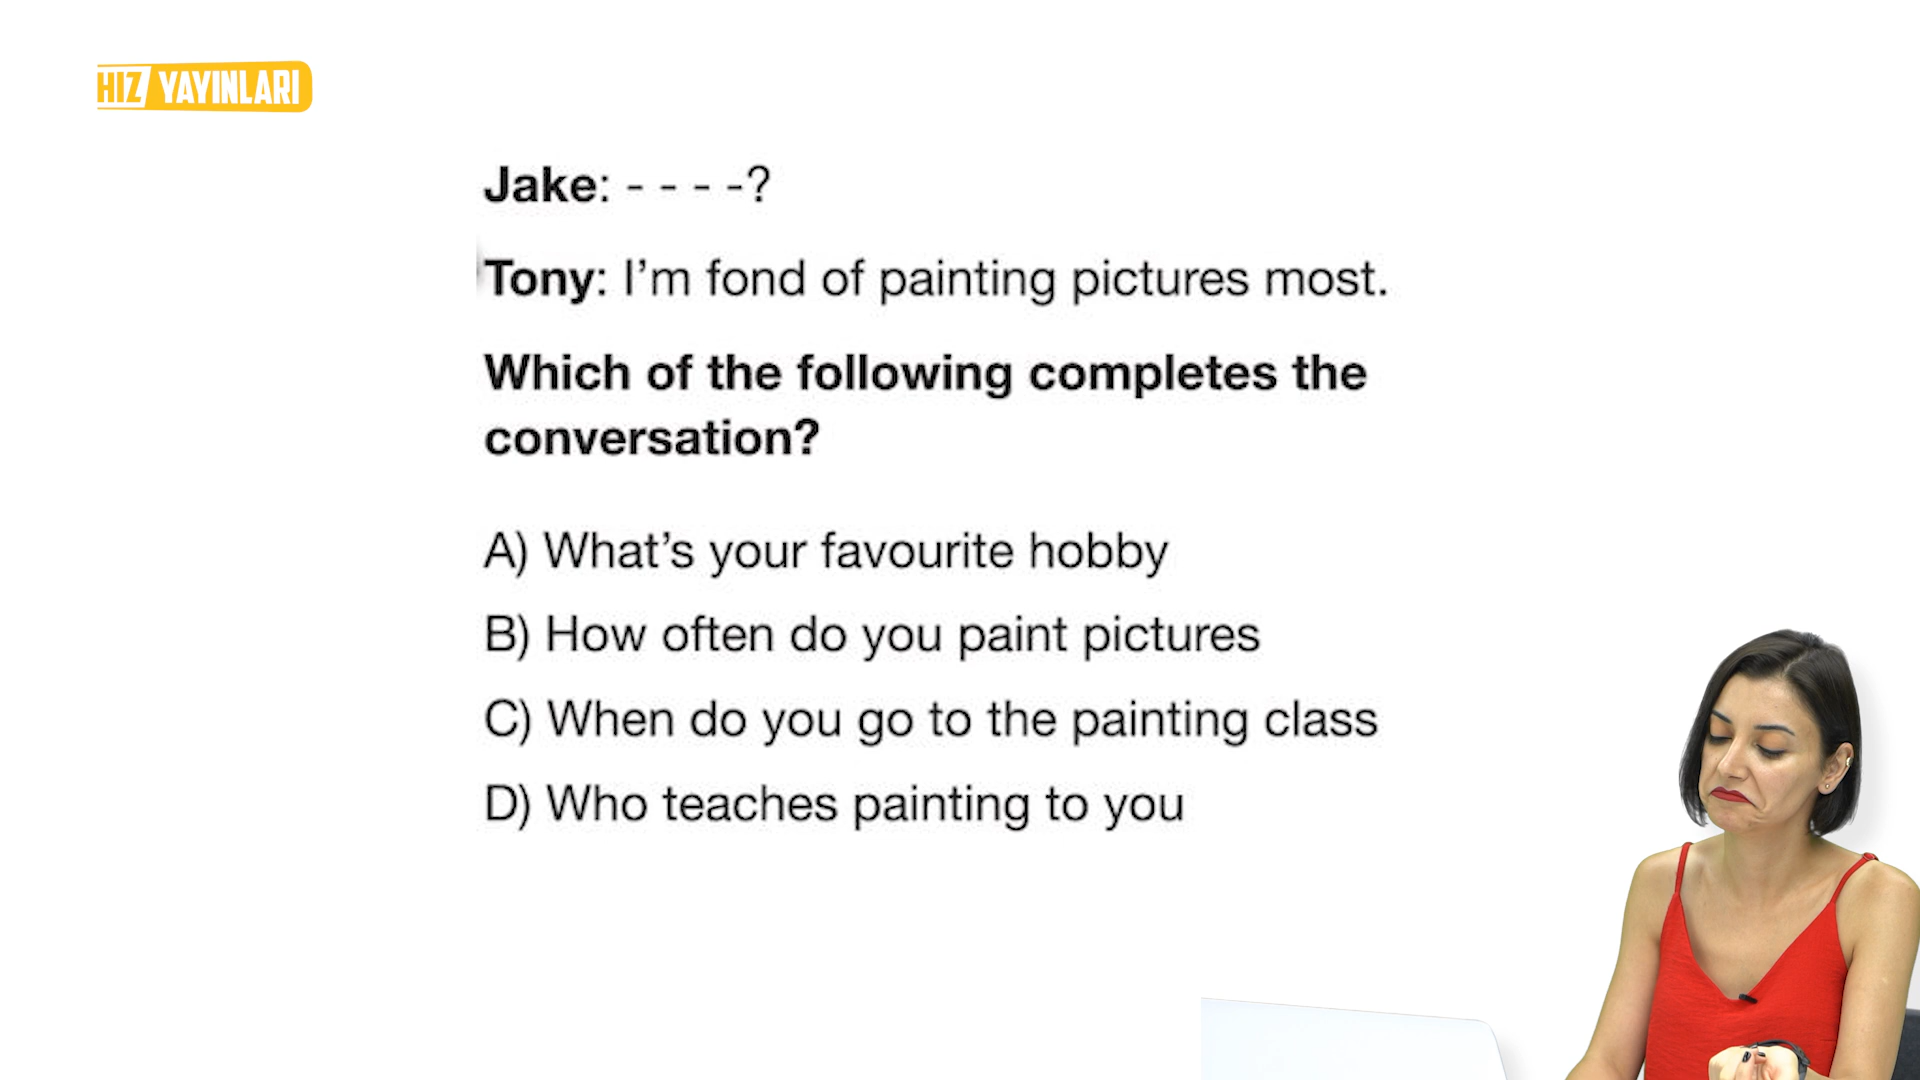 HIZ YAYINLARI
Jake: - - - -?
Tony: I'm fond of painting pictures most.
Which of the following completes the
conversation?
A) What's your favourite hobby
B) How often do you paint pictures
C) When do you go to the painting class
D) Who teaches painting to you